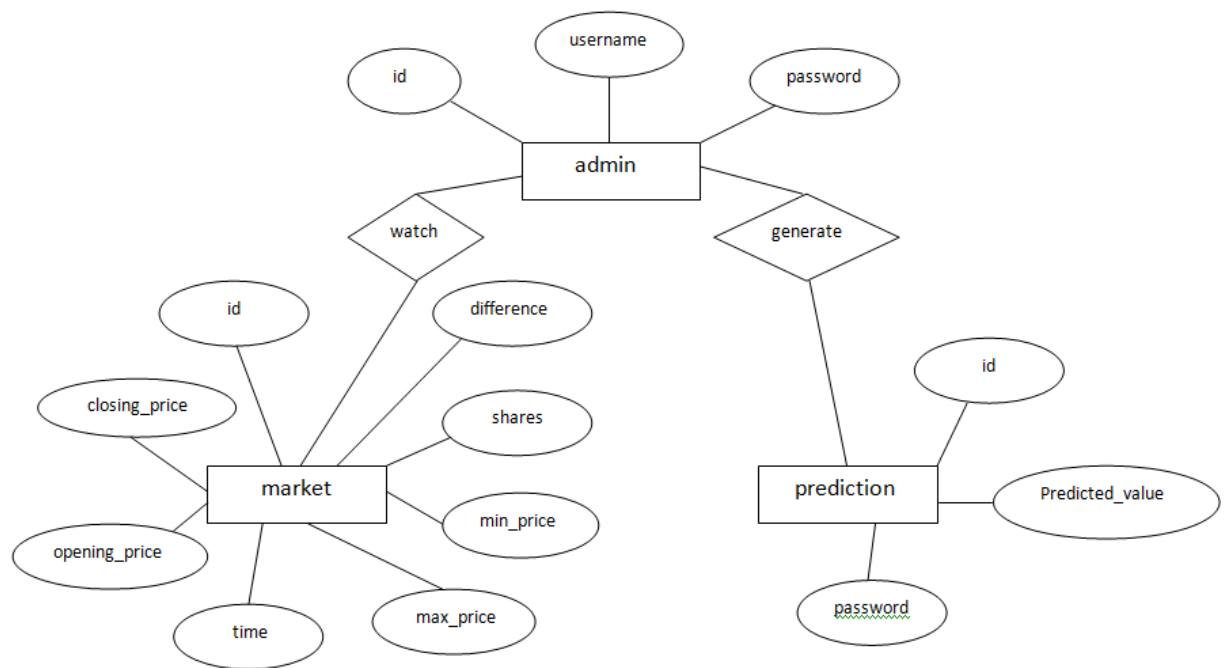 username
id
password
admin
watch
generate
id
difference
id
closing_price
shares
market
prediction
Predicted_value
min_price
opening_price
password
max_price
time